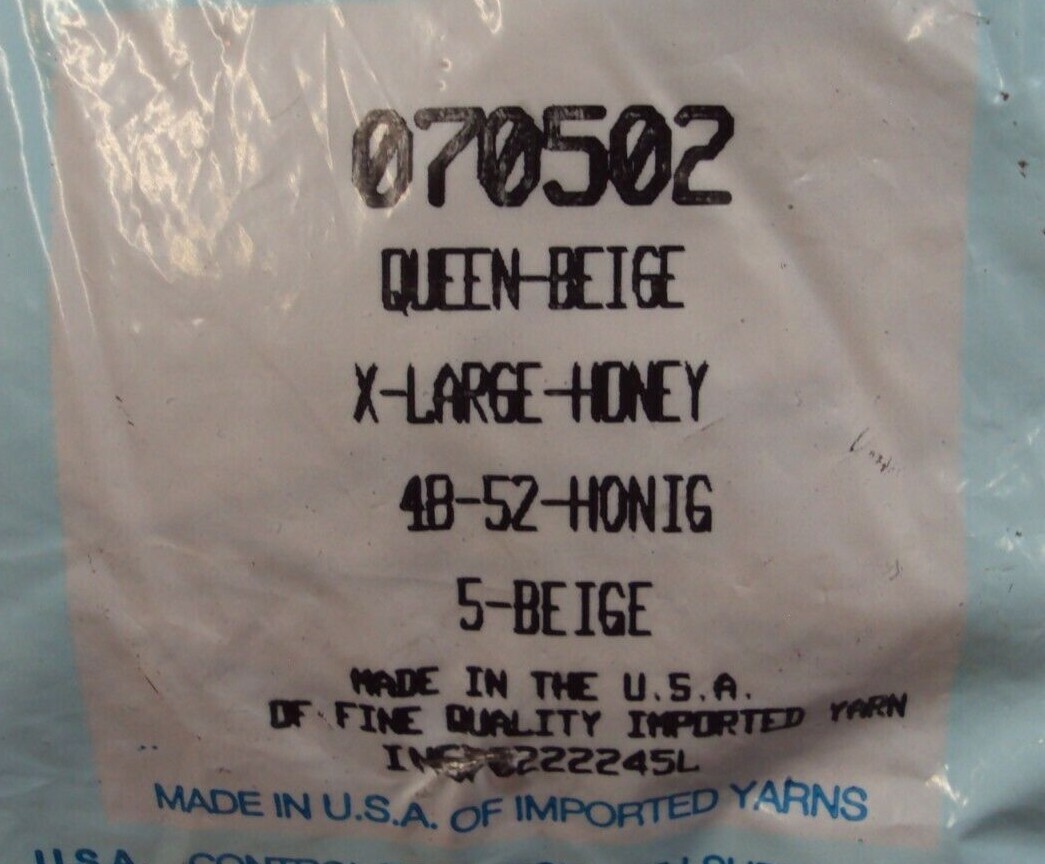 070502
QUEEN-BEIGE
X-LARGE-HONEY
48-52-HONIG
5-BEIGE
MADE IN THE U.S.A.
OF FINE QUALITY IMPORTED YARN
MADE IN U.S.A. OF IMPORTED YARNS
U.S.A.